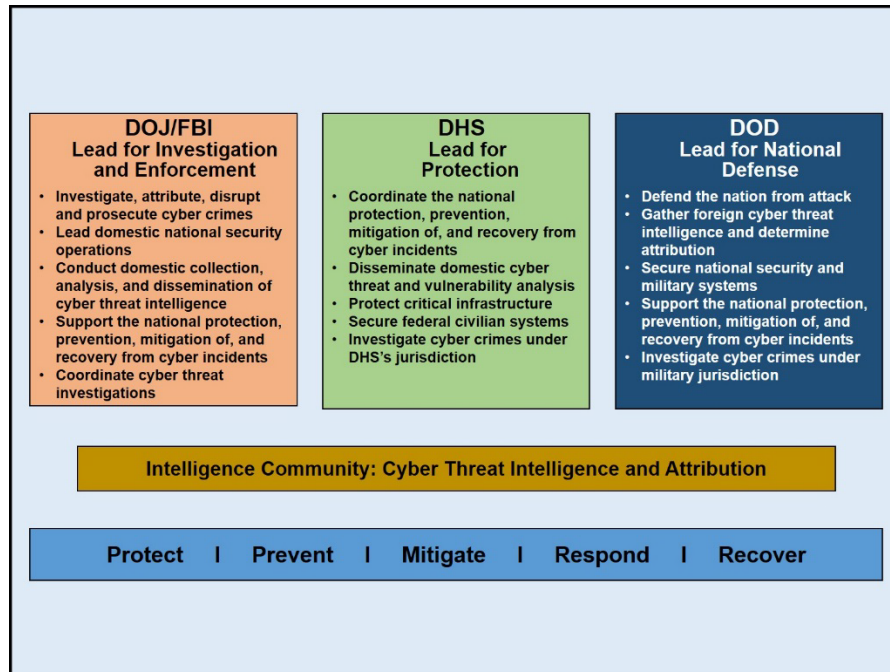 DOJ/FBI
Lead for Investigation
and Enforcement
• Investigate, attribute, disrupt
and prosecute cyber crimes
• Lead domestic national security
operations
• Conduct domestic collection,
analysis, and dissemination of
cyber threat intelligence
• Support the national protection,
prevention, mitigation of, and
recovery from cyber incidents
• Coordinate cyber threat
investigations
DHS
Lead for
Protection
• Coordinate the national
protection, prevention,
mitigation of, and recovery from
cyber incidents
• Disseminate domestic cyber
threat and vulnerability analysis
• Protect critical infrastructure
• Secure federal civilian systems
• Investigate cyber crimes under
DHS's jurisdiction
DOD
Lead for National
Defense
• Defend the nation from attack
• Gather foreign cyber threat
intelligence and determine
attribution
• Secure national security and
military systems
• Support the national protection,
prevention, mitigation of, and
recovery from cyber incidents
• Investigate cyber crimes under
military jurisdiction
Intelligence Community: Cyber Threat Intelligence and Attribution
Protect I Prevent I Mitigate I Respond I Recover